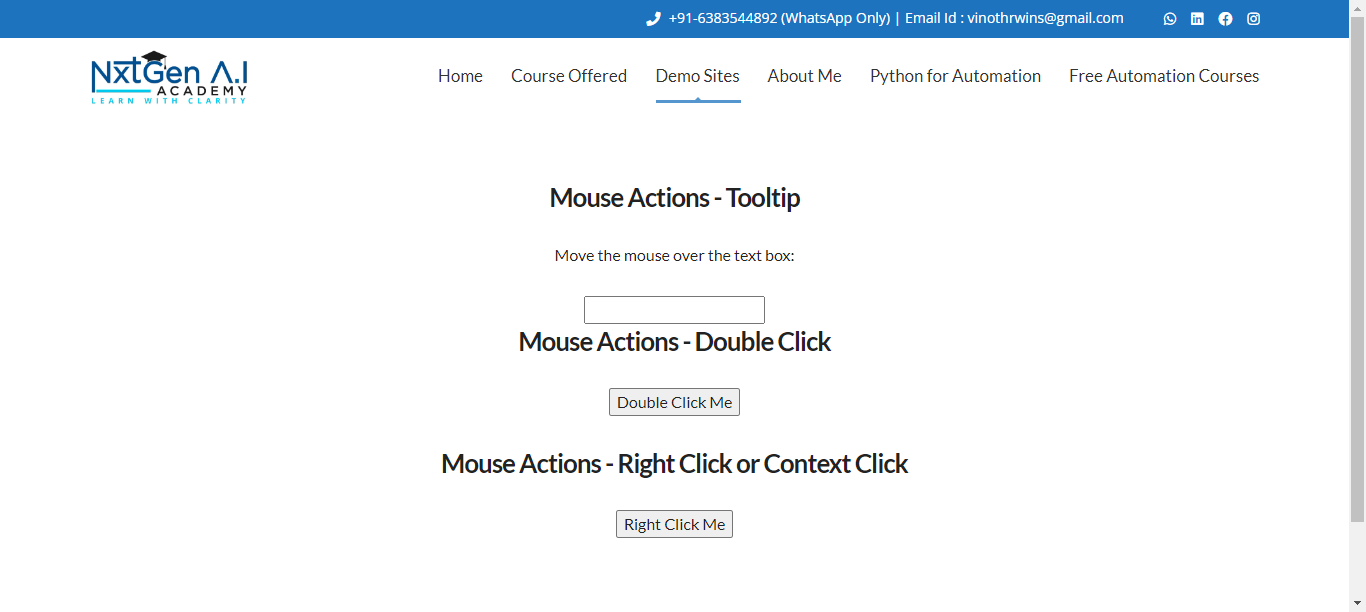 +91-6383544892 (WhatsApp Only) | Email Id : vinothrwins@gmail.com
NxtGen A.I
ACADEMY
LEARN WITH CLARITY
Home Course Offered Demo Sites About Me Python for Automation Free Automation Courses
Mouse Actions - Tooltip
Move the mouse over the text box:
Mouse Actions - Double Click
Double Click Me
Mouse Actions - Right Click or Context Click
Right Click Me